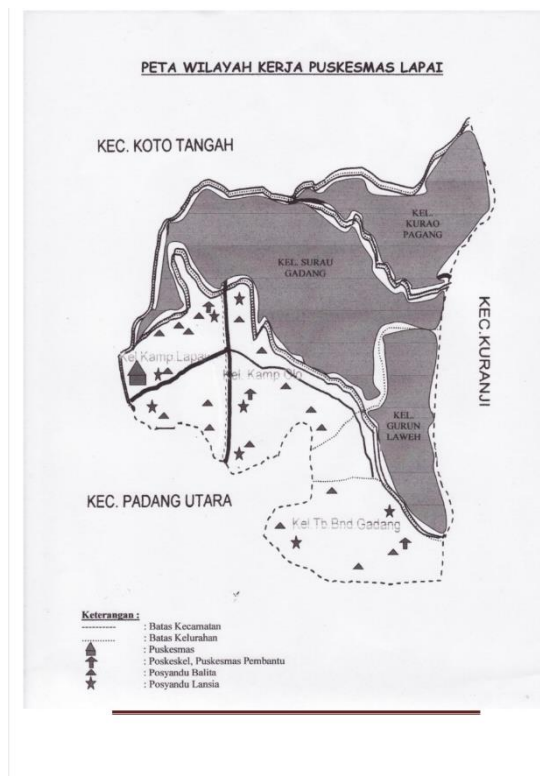 PETA WILAYAH KERJA PUSKESMAS LAPAI
KEC. KOTO TANGAH
KEL.
KURAO
PAGANG
KEL. SURAU
GADANG
KEC.KURANJI
Kel.Kamp.Lapai
Kel. Kamp Olo
KEL.
GURUN
LAWEH
KEC. PADANG UTARA
Kel.Tb Bnd Gadang
Keterangan :
: Batas Kecamatan
: Batas Kelurahan
: Puskesmas
: Poskeskel, Puskesmas Pembantu
: Posyandu Balita
: Posyandu Lansia